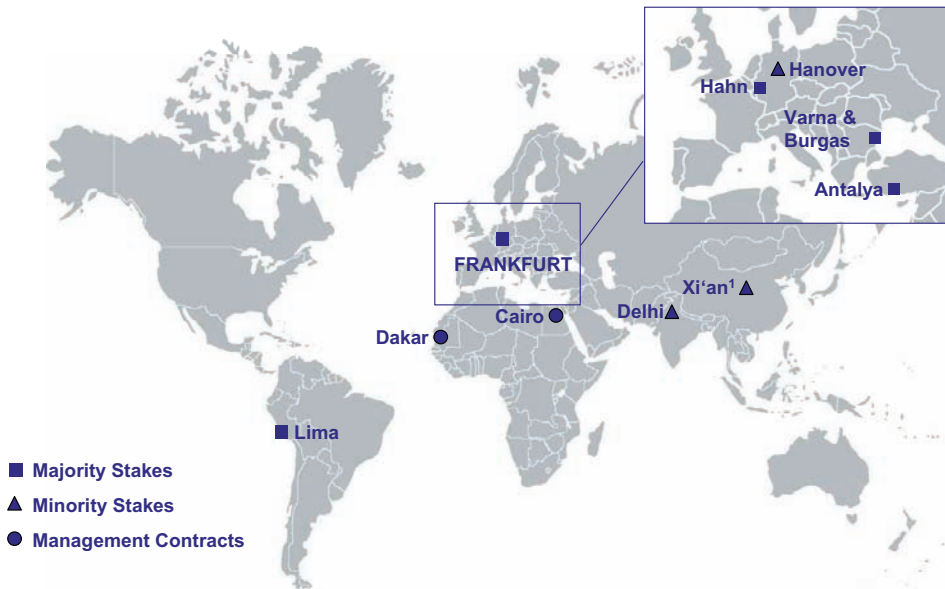 Hanover
Hahn
Varna &
Burgas
Antalya
FRANKFURT
Xi‘an¹
Delhi
Cairo
Dakar
Lima
Majority Stakes
Minority Stakes
Management Contracts